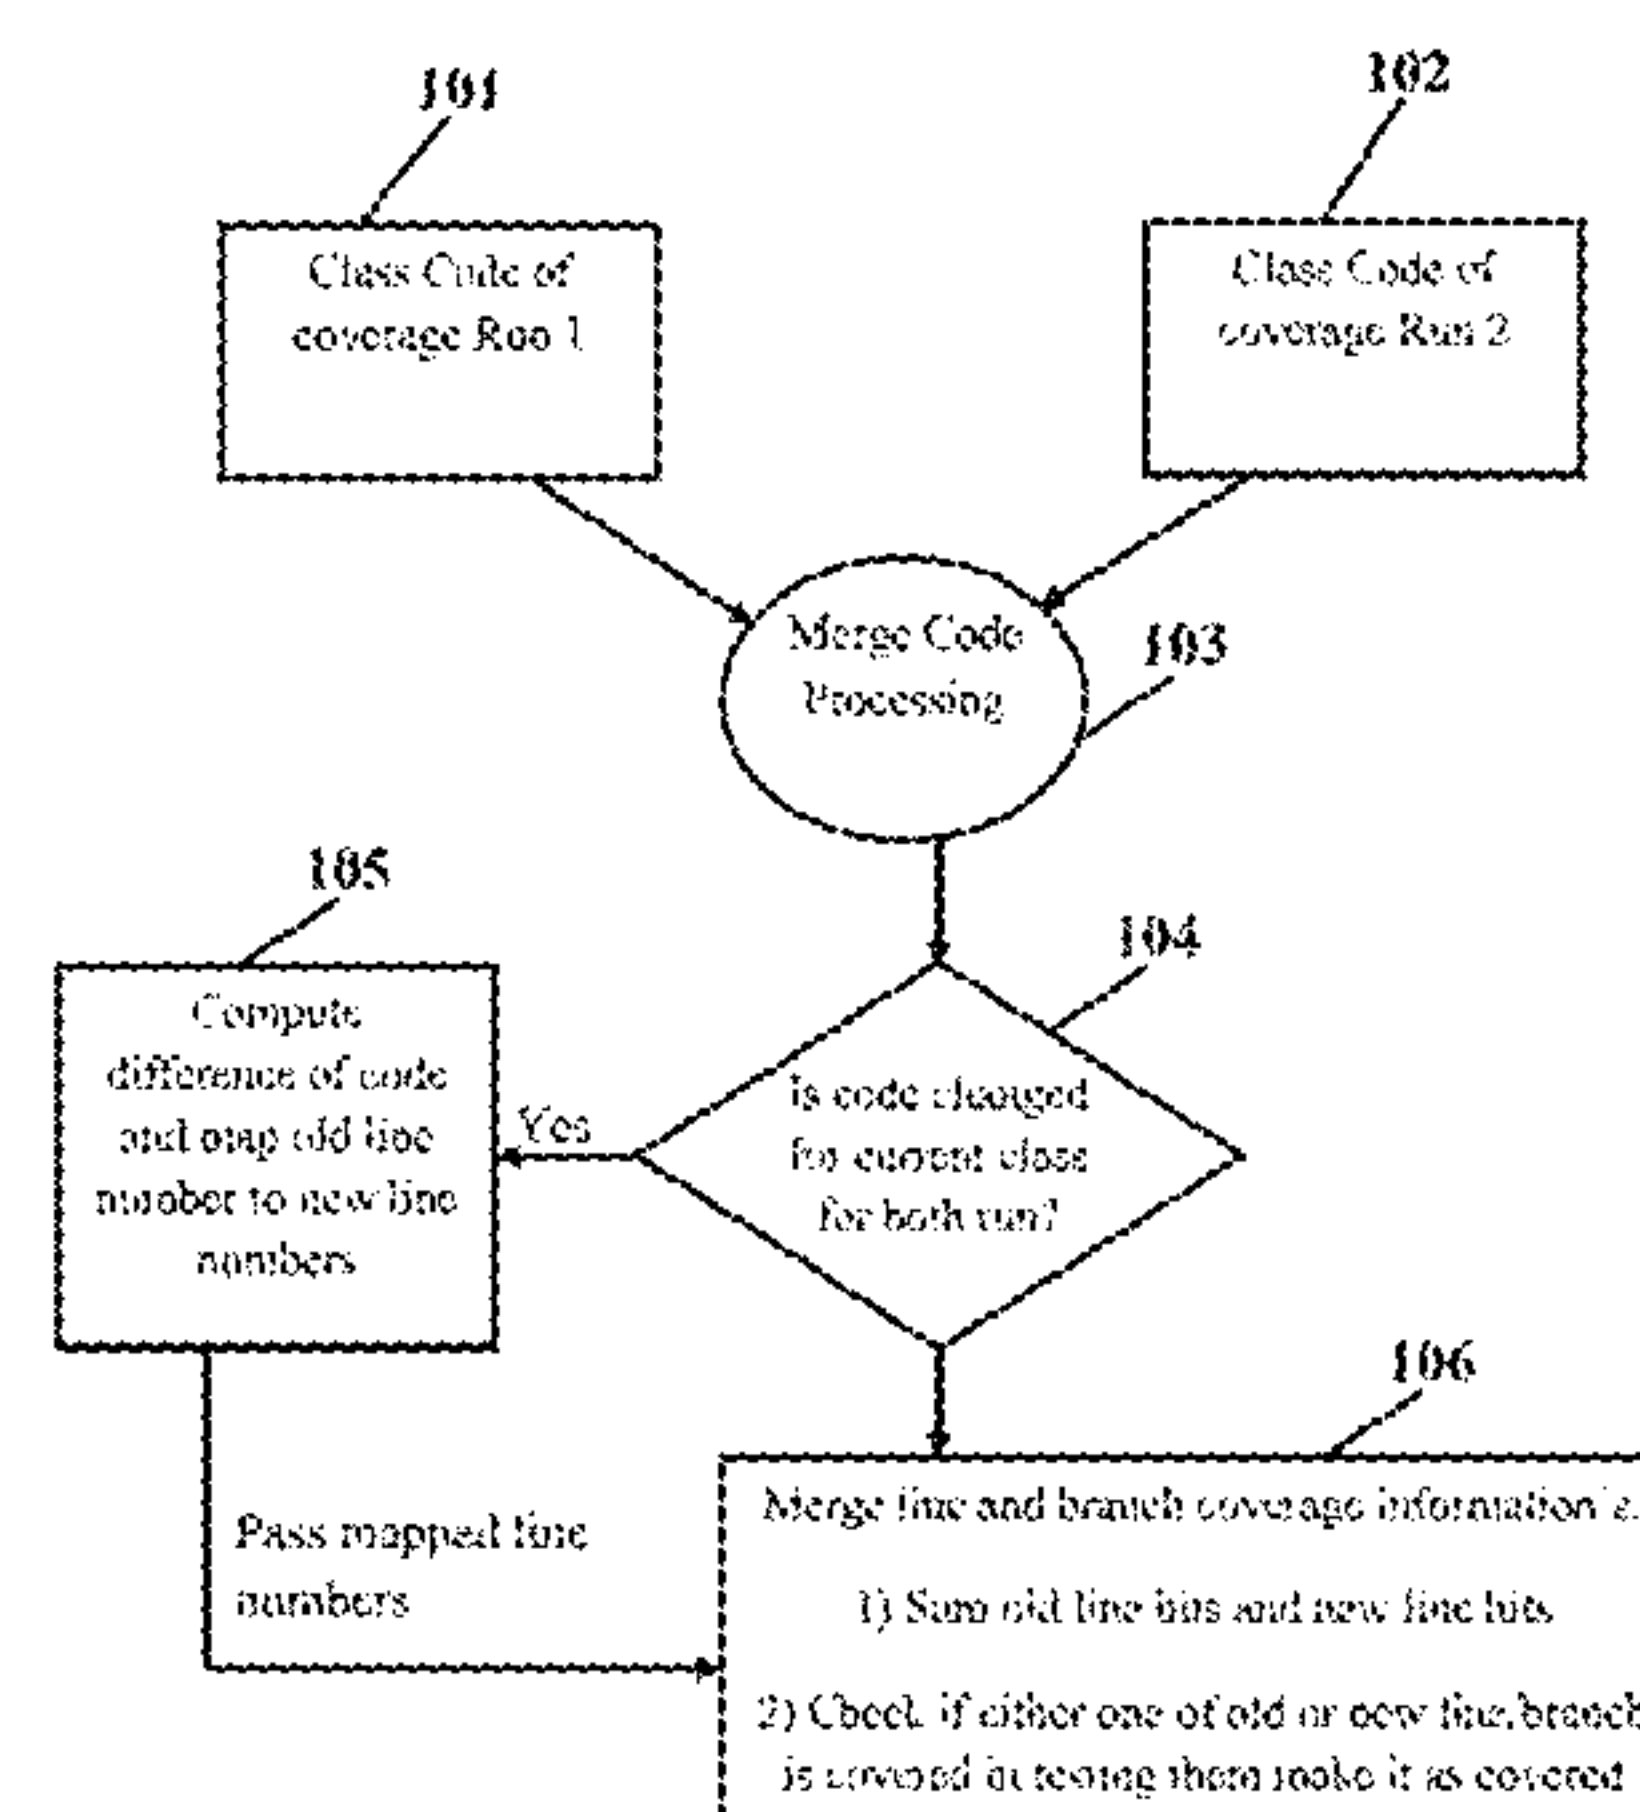 101
102
Class Code of
coverage Run 1
Class Code of
coverage Run 2
Merge Code
Processing
103
105
104
Compute
difference of code
and map old line
number to new line
numbers
Yes
is code changed
for current class
for both run?
106
Pass mapped line
numbers
Merge line and branch coverage information's.
1) Sum old line hits and new line hits
2) Check if either one of old or new line/branch
is covered in testing them make it as covered